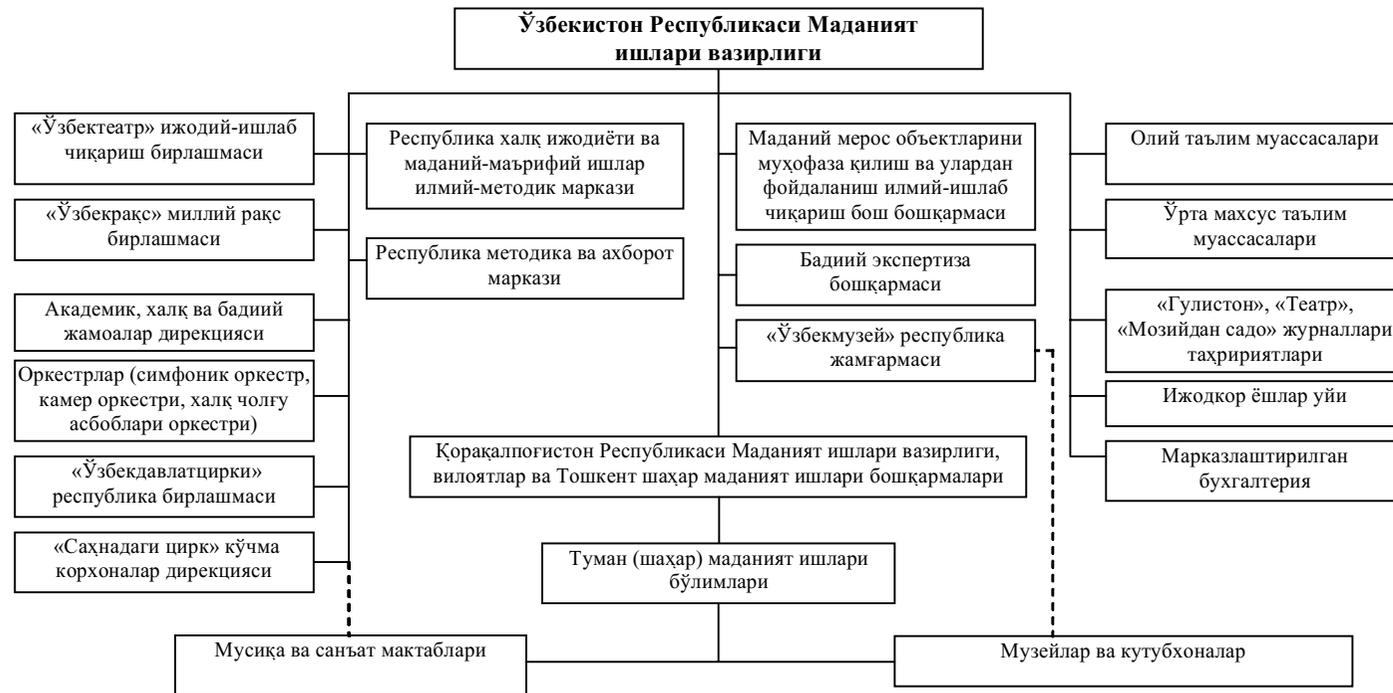 Ўзбекистон Республикаси Маданият
ишлари вазирлиги
«Ўзбектеатр» ижодий-ишлаб
чиқариш бирлашмаси
«Ўзбекрақс» миллий рақс
бирлашмаси
Академик, халқ ва бадиий
жамоалар дирекцияси
Оркестрлар (симфоник оркестр,
камер оркестри, халқ чолғу
асбоблари оркестри)
«Ўзбекдавлатцирки»
республика бирлашмаси
«Саҳнадаги цирк» кўчма
корхоналар дирекцияси
Республика халқ ижодиёти ва
маданий-маърифий ишлар
илмий-методик маркази
Республика методика ва ахборот
маркази
Маданий мерос объектларини
муҳофаза қилиш ва улардан
фойдаланиш илмий-ишлаб
чиқариш бош бошқармаси
Бадиий экспертиза
бошқармаси
«Ўзбекмузей» республика
жамғармаси
Олий таълим муассасалари
Ўрта махсус таълим
муассасалари
«Гулистон», «Театр»,
«Мозийдан садо» журналлари
таҳририятлари
Ижодкор ёшлар уйи
Марказлаштирилган
бухгалтерия
Қорақалпоғистон Республикаси Маданият ишлари вазирлиги,
вилоятлар ва Тошкент шаҳар маданият ишлари бошқармалари
Туман (шаҳар) маданият ишлари
бўлимлари
Мусиқа ва санъат мактаблари
Музейлар ва кутубхоналар